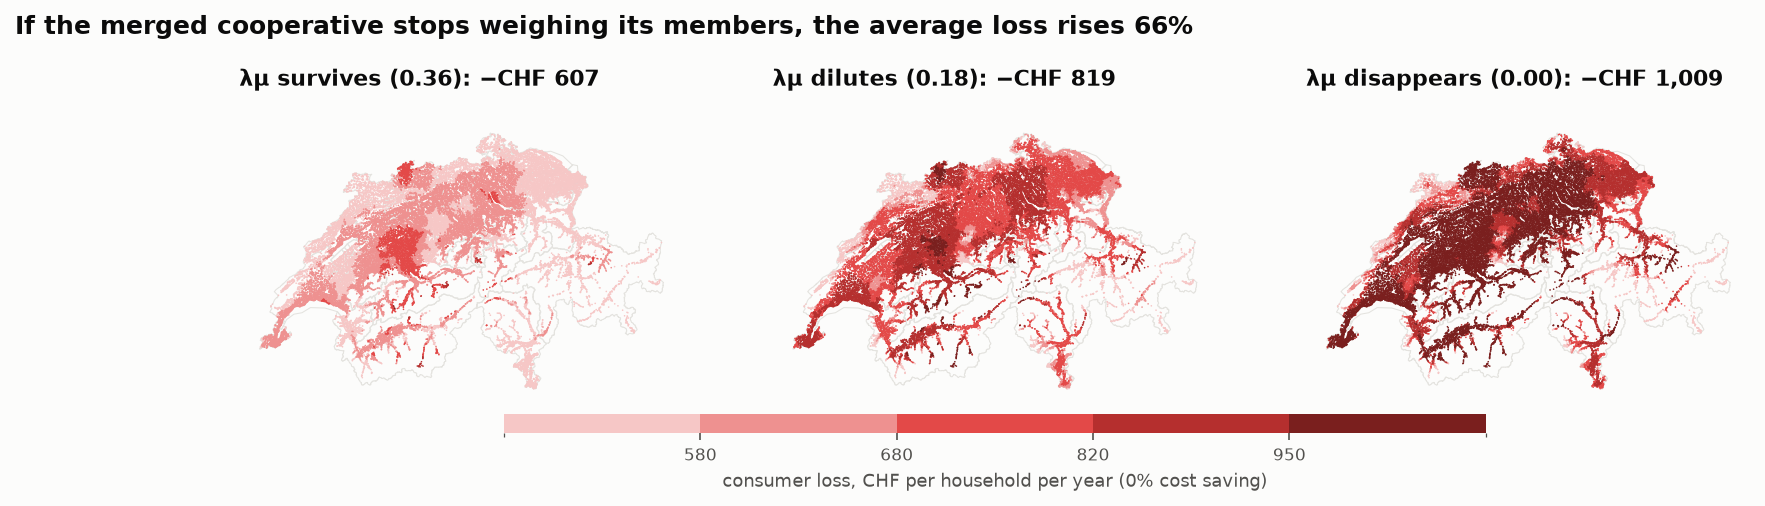 If the merged cooperative stops weighing its members, the average loss rises 66%
λμ survives (0.36): −CHF 607
λμ dilutes (0.18): −CHF 819
λμ disappears (0.00): −CHF 1,009
580 680 820 950
consumer loss, CHF per household per year (0% cost saving)